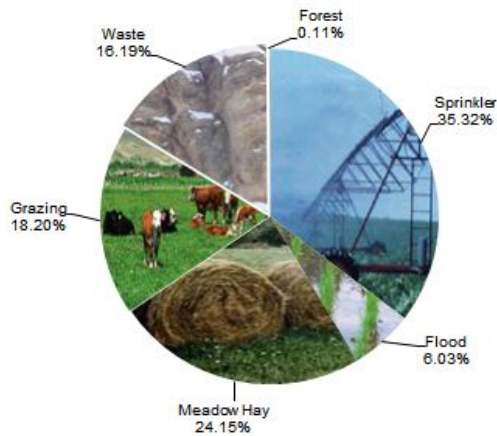 Forest
0.11%
Sprinkler
35.32%
Flood
6.03%
Meadow Hay
24.15%
Grazing
18.20%
Waste
16.19%